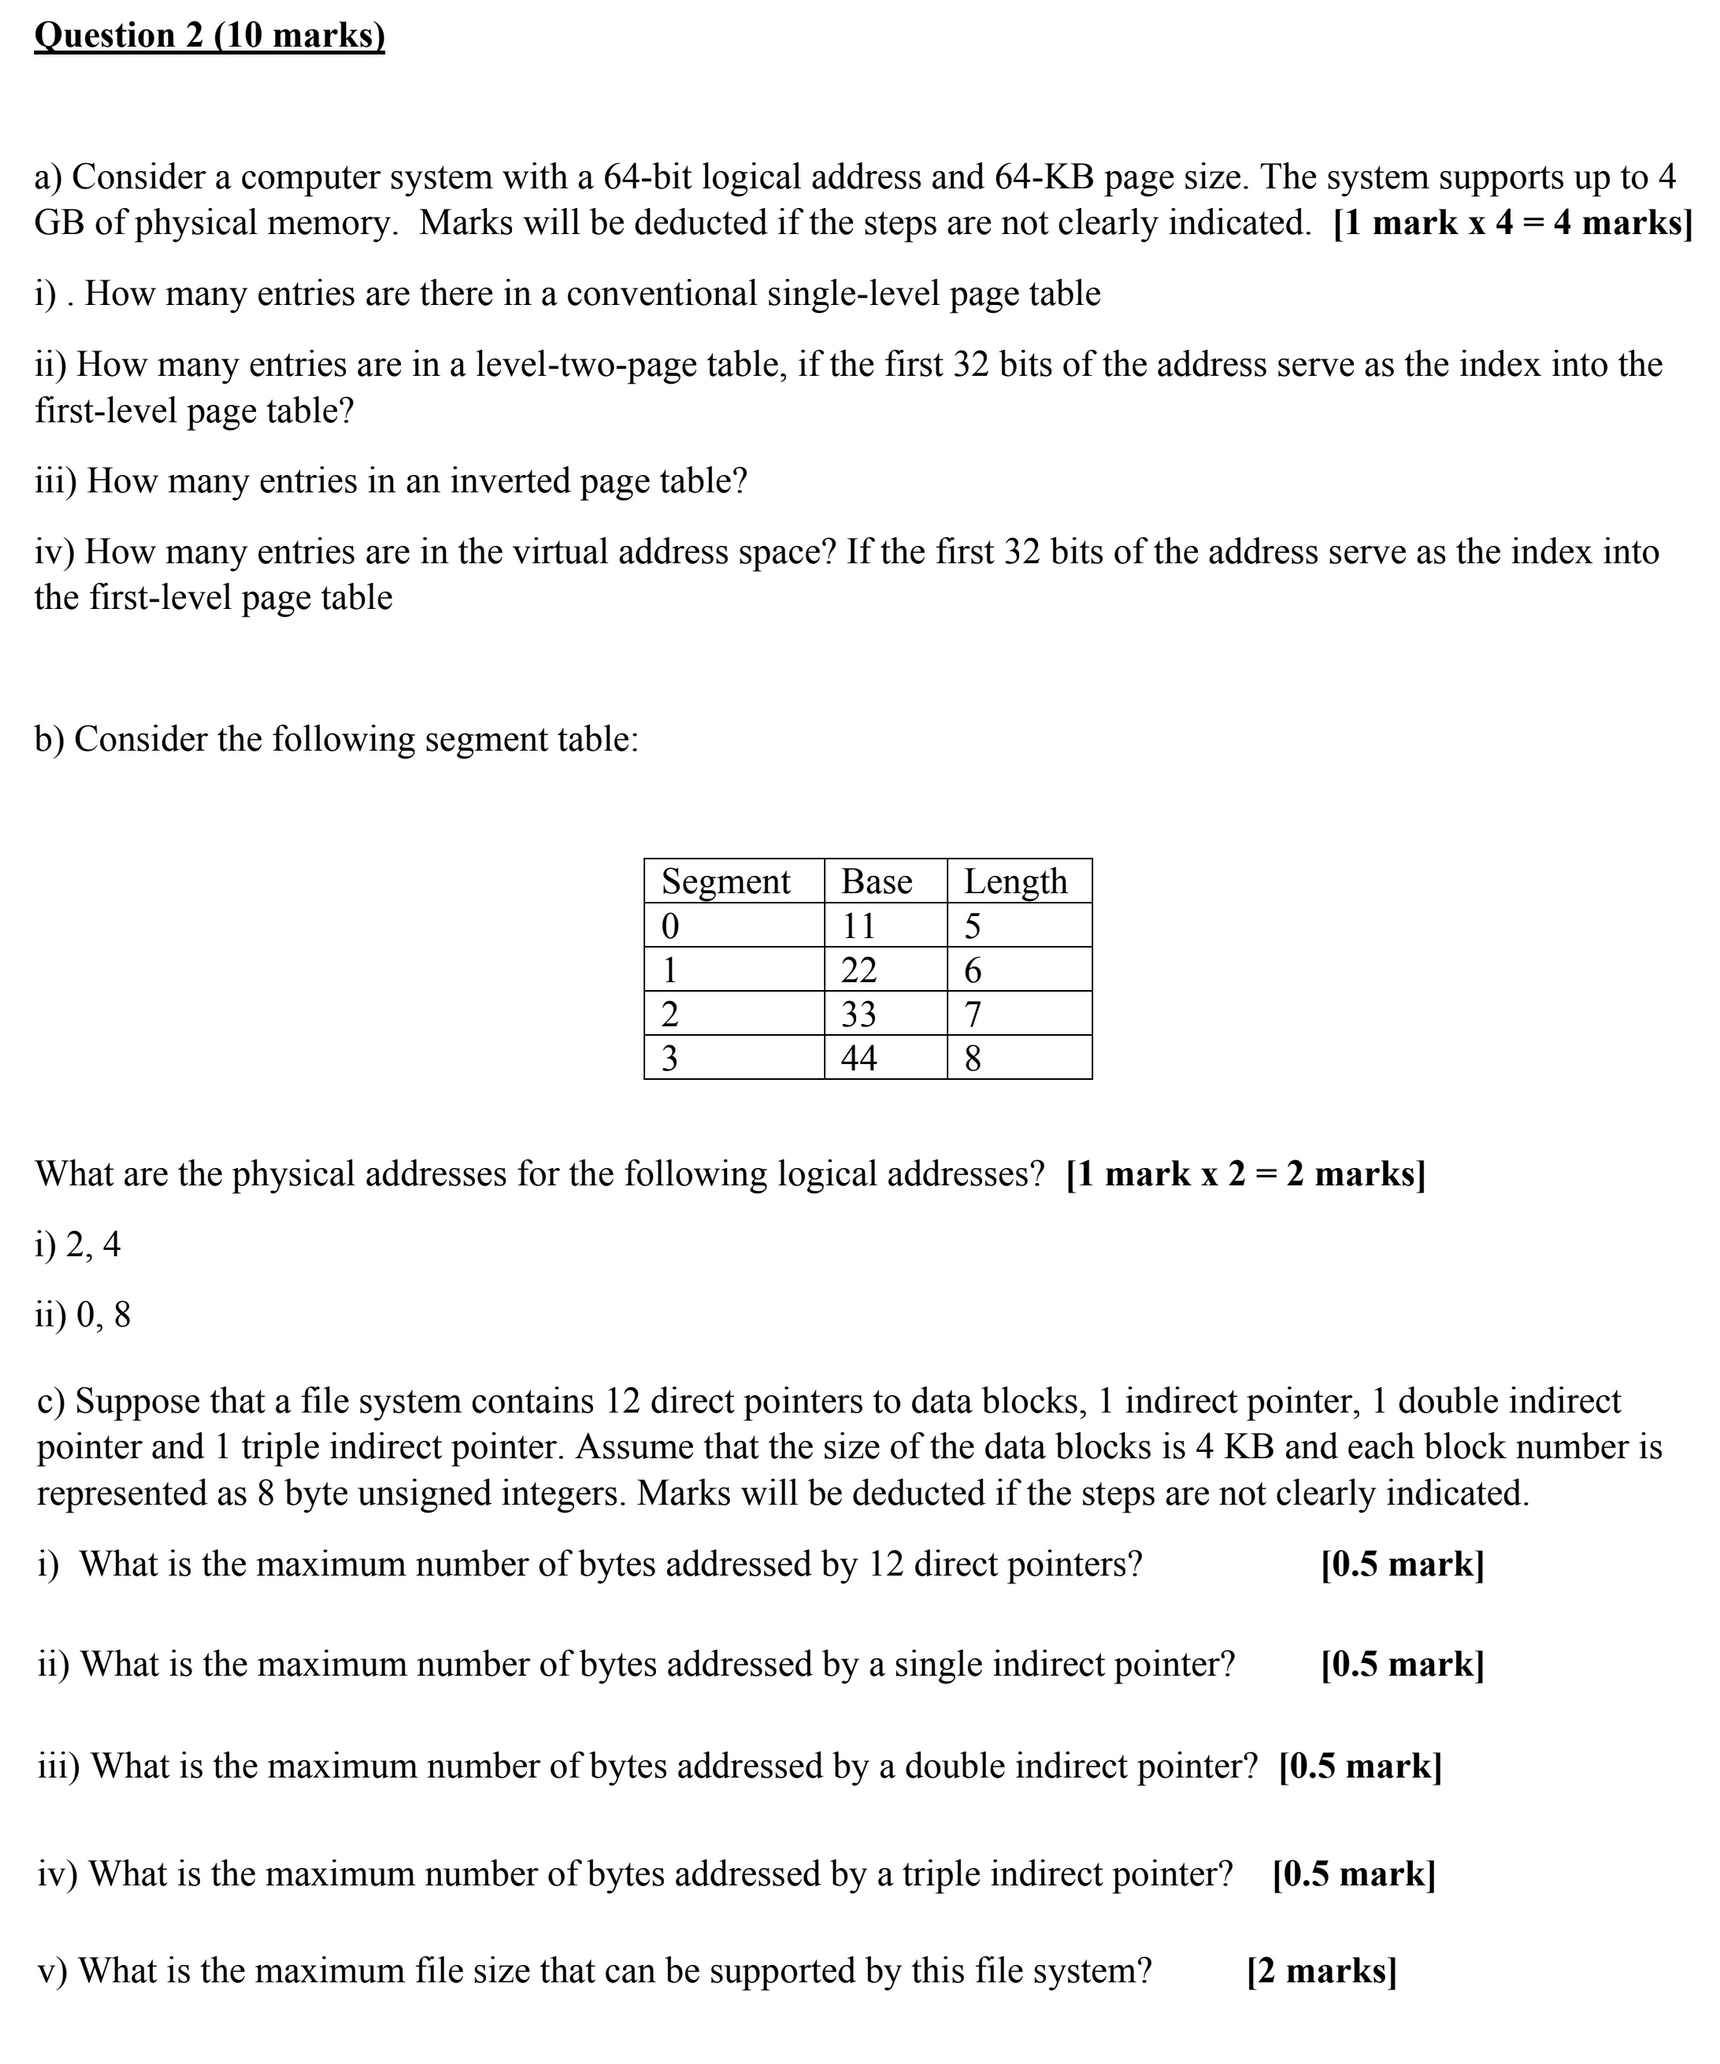 Question 2 (10 marks)
a) Consider a computer system with a 64-bit logical address and 64-KB page size. The system supports up to 4
GB of physical memory.  Marks will be deducted if the steps are not clearly indicated.  [1 mark x 4 = 4 marks]
i) . How many entries are there in a conventional single-level page table
ii) How many entries are in a level-two-page table, if the first 32 bits of the address serve as the index into the
first-level page table?
iii) How many entries in an inverted page table?
iv) How many entries are in the virtual address space? If the first 32 bits of the address serve as the index into
the first-level page table
b) Consider the following segment table:
Segment Base Length
0 11 5
1 22 6
2 33 7
3 44 8
What are the physical addresses for the following logical addresses?  [1 mark x 2 = 2 marks]
i) 2, 4
ii) 0, 8
c) Suppose that a file system contains 12 direct pointers to data blocks, 1 indirect pointer, 1 double indirect
pointer and 1 triple indirect pointer. Assume that the size of the data blocks is 4 KB and each block number is
represented as 8 byte unsigned integers. Marks will be deducted if the steps are not clearly indicated.
i)  What is the maximum number of bytes addressed by 12 direct pointers? [0.5 mark]
ii) What is the maximum number of bytes addressed by a single indirect pointer? [0.5 mark]
iii) What is the maximum number of bytes addressed by a double indirect pointer?  [0.5 mark]
iv) What is the maximum number of bytes addressed by a triple indirect pointer? [0.5 mark]
v) What is the maximum file size that can be supported by this file system? [2 marks]